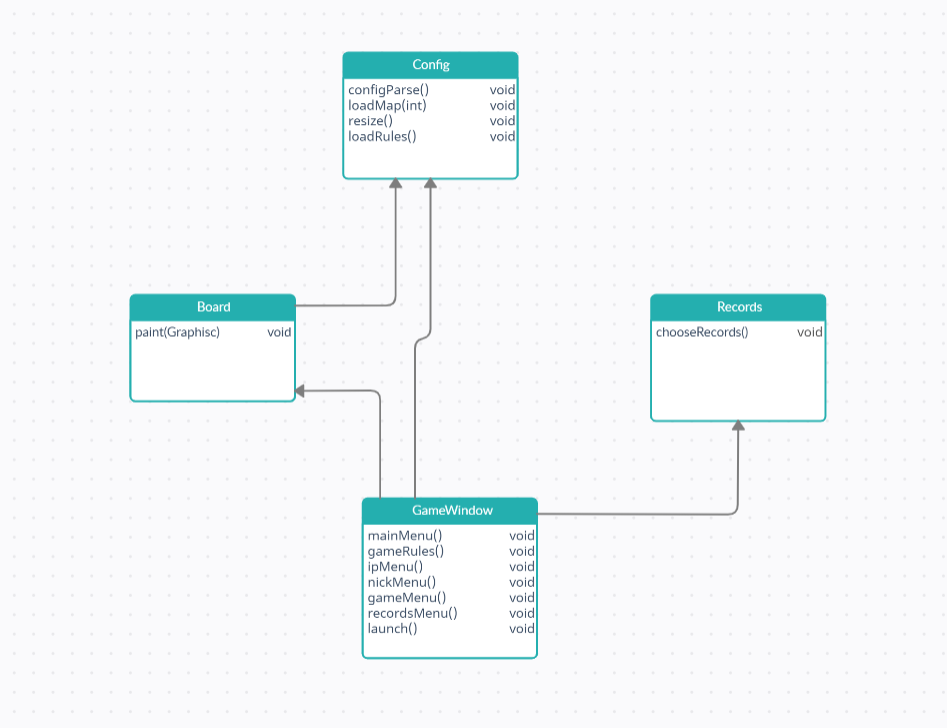 Config
configParse() void
loadMap(int) void
resize() void
loadRules() void
Board
paint(Graphisc) void
Records
chooseRecords() void
GameWindow
mainMenu() void
gameRules() void
ipMenu() void
nickMenu() void
gameMenu() void
recordsMenu() void
launch() void